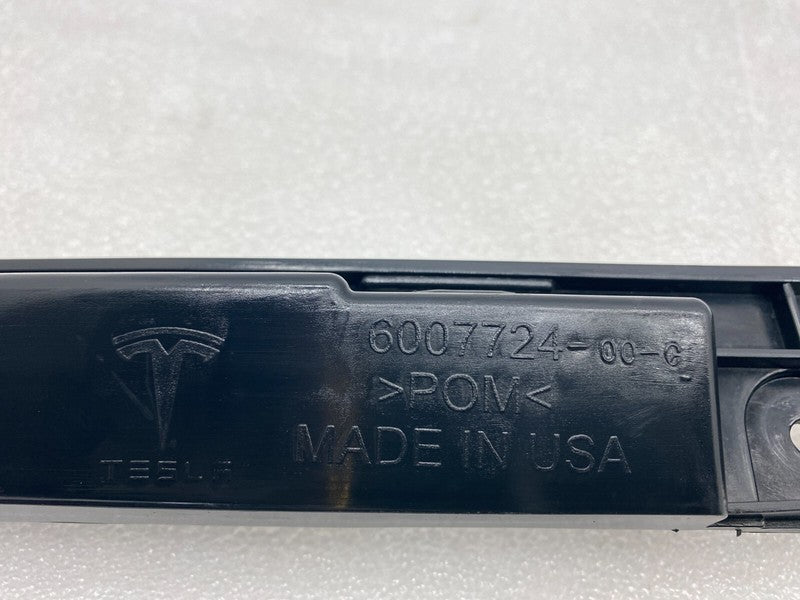 6007724-00-C
>POM<
MADE IN USA
TESLA